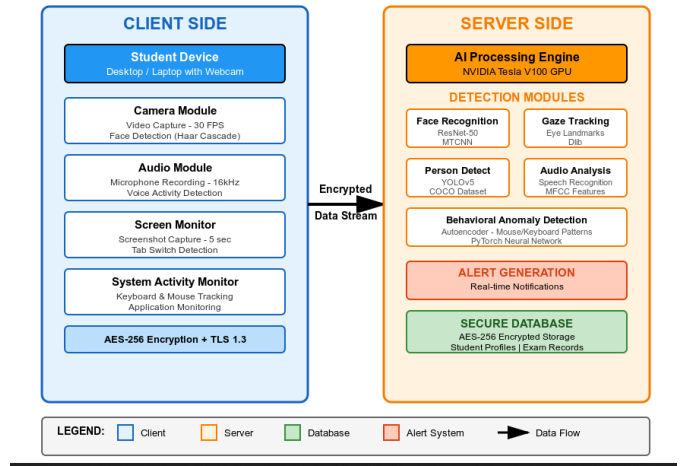 CLIENT SIDE
Student Device
Desktop / Laptop with Webcam
Camera Module
Video Capture - 30 FPS
Face Detection (Haar Cascade)
Audio Module
Microphone Recording - 16kHz
Voice Activity Detection
Screen Monitor
Screenshot Capture - 5 sec
Tab Switch Detection
System Activity Monitor
Keyboard & Mouse Tracking
Application Monitoring
AES-256 Encryption + TLS 1.3
Encrypted
Data Stream
SERVER SIDE
AI Processing Engine
NVIDIA Tesla V100 GPU
DETECTION MODULES
Face Recognition
ResNet-50
MTCNN
Gaze Tracking
Eye Landmarks
Dlib
Person Detect
YOLOv5
COCO Dataset
Audio Analysis
Speech Recognition
MFCC Features
Behavioral Anomaly Detection
Autoencoder - Mouse/Keyboard Patterns
PyTorch Neural Network
ALERT GENERATION
Real-time Notifications
SECURE DATABASE
AES-256 Encrypted Storage
Student Profiles | Exam Records
LEGEND:
Client
Server
Database
Alert System
Data Flow